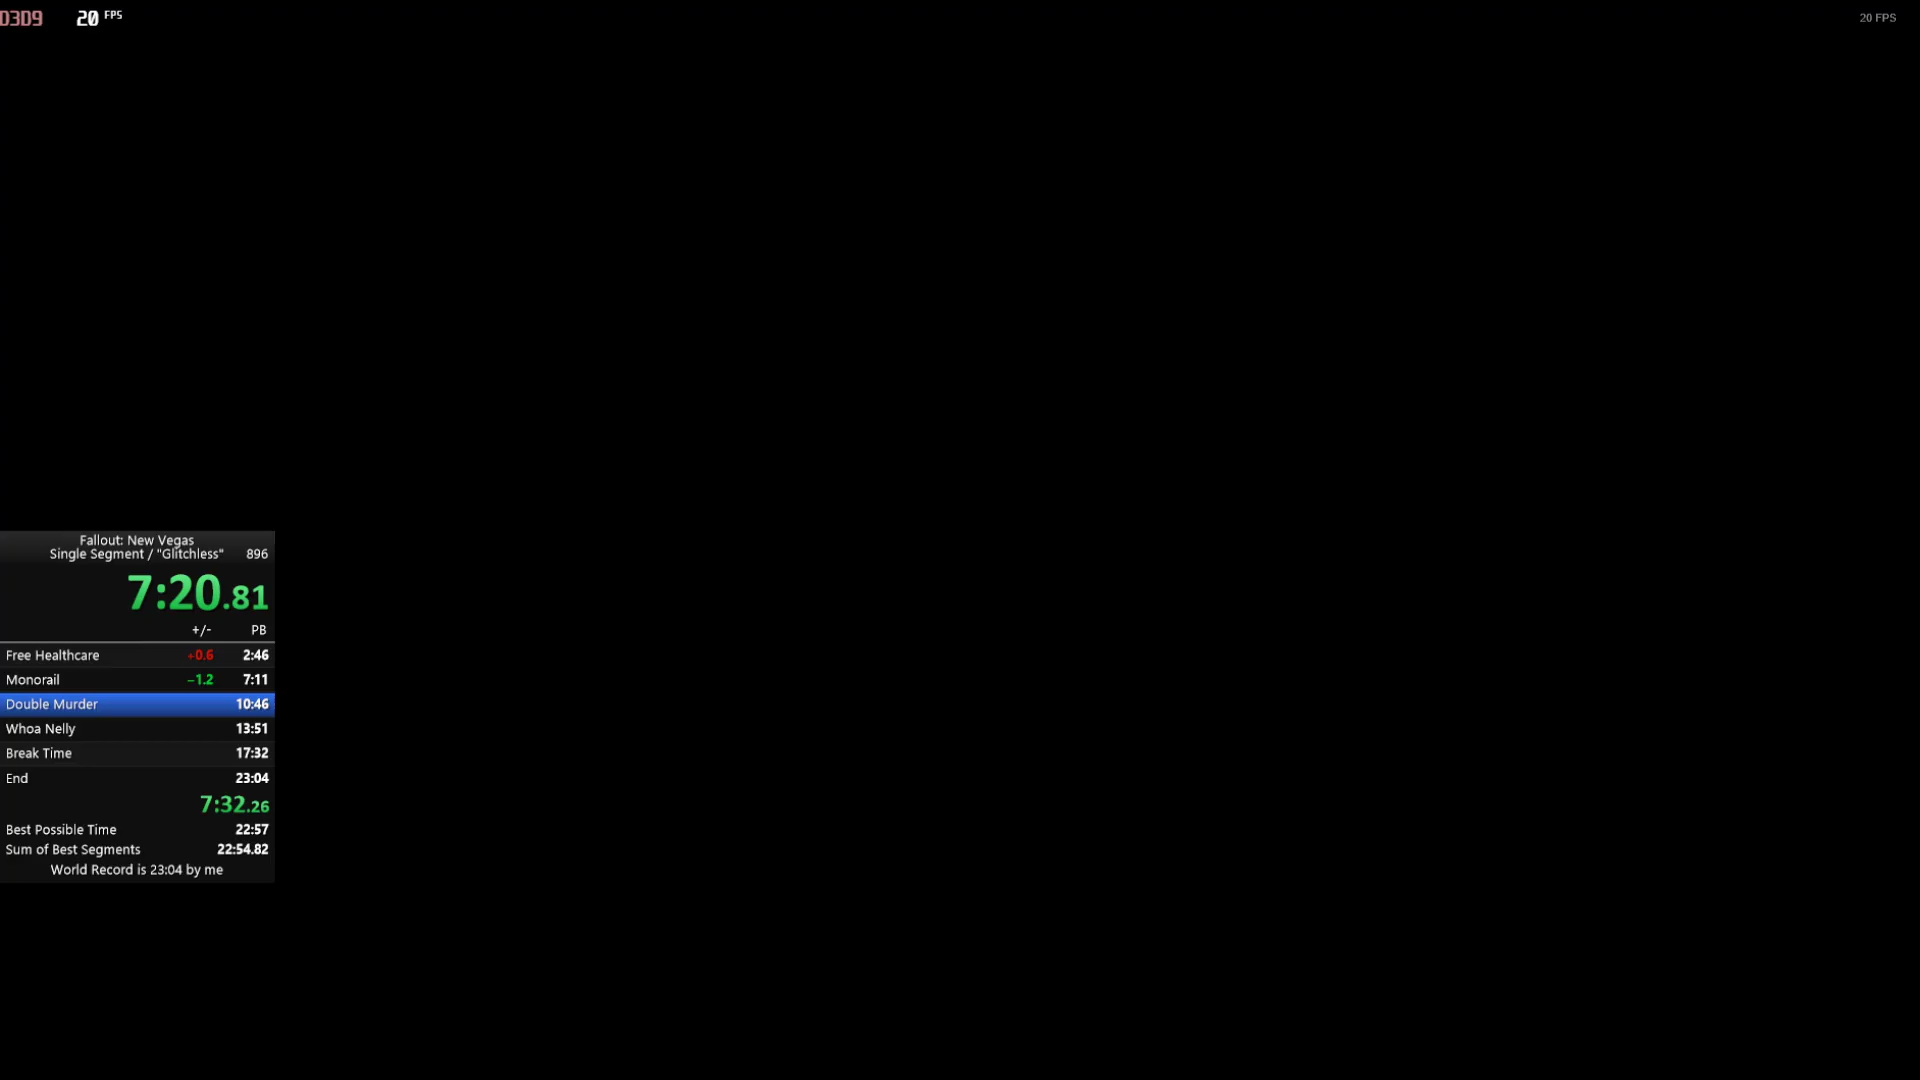 D3D9 20 FPS
20 FPS
Fallout: New Vegas
Single Segment / "Glitchless" 896
7:20.81
+/- PB
Free Healthcare +0.6 2:46
Monorail −1.2 7:11
Double Murder 10:46
Whoa Nelly 13:51
Break Time 17:32
End 23:04
7:32.26
Best Possible Time 22:57
Sum of Best Segments 22:54.82
World Record is 23:04 by me